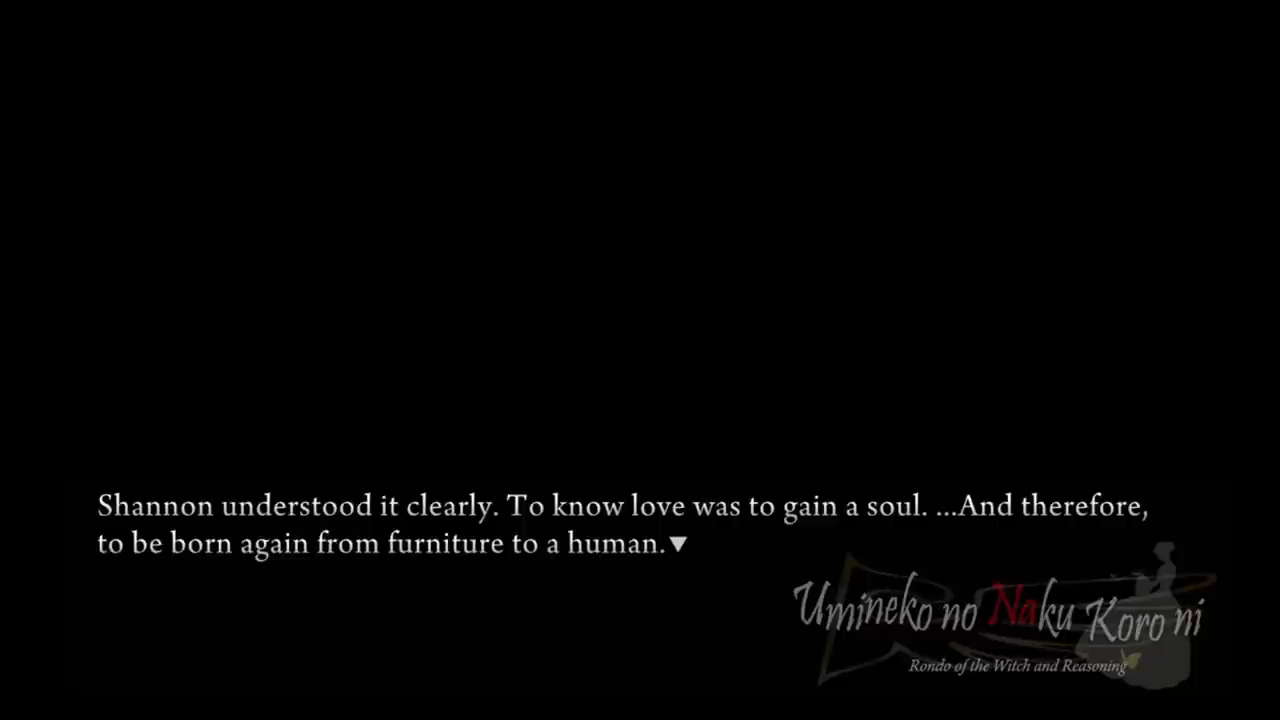 Shannon understood it clearly. To know love was to gain a soul. ...And therefore,
to be born again from furniture to a human.▼
Umineko no Naku Koro ni
Rondo of the Witch and Reasoning